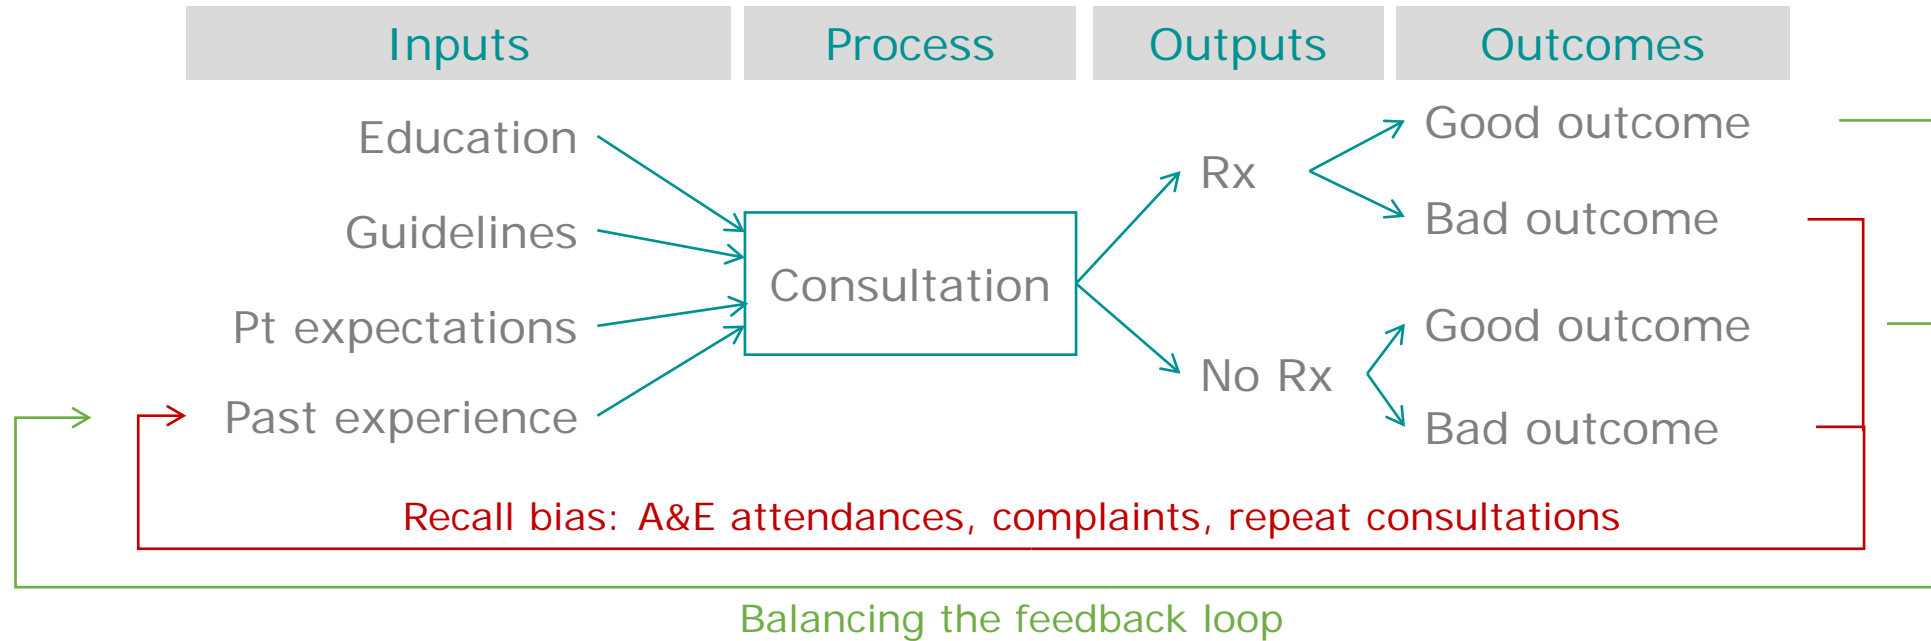 Inputs
Process
Outputs
Outcomes
Education
Guidelines
Pt expectations
Past experience
Consultation
Rx
No Rx
Good outcome
Bad outcome
Good outcome
Bad outcome
Recall bias: A&E attendances, complaints, repeat consultations
Balancing the feedback loop